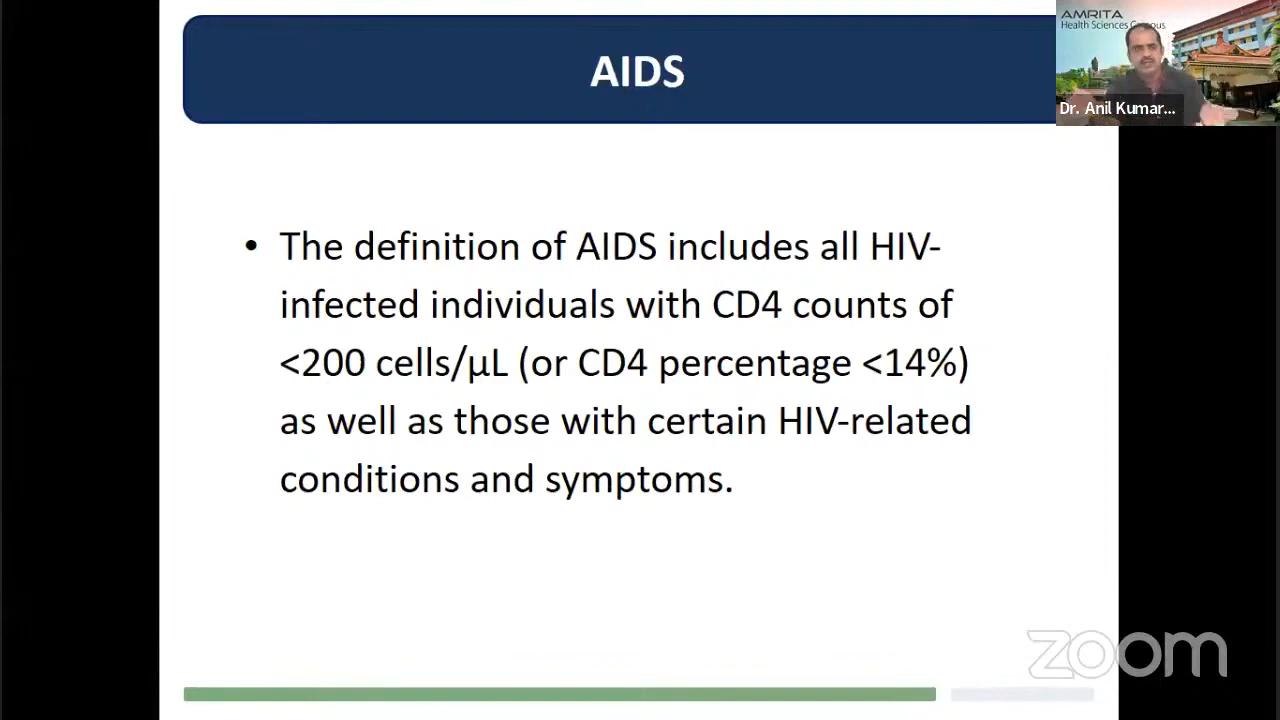 AIDS
AMRITA
Health Sciences Campus
Dr. Anil Kumar...
• The definition of AIDS includes all HIV-
infected individuals with CD4 counts of
<200 cells/µL (or CD4 percentage <14%)
as well as those with certain HIV-related
conditions and symptoms.
zoom